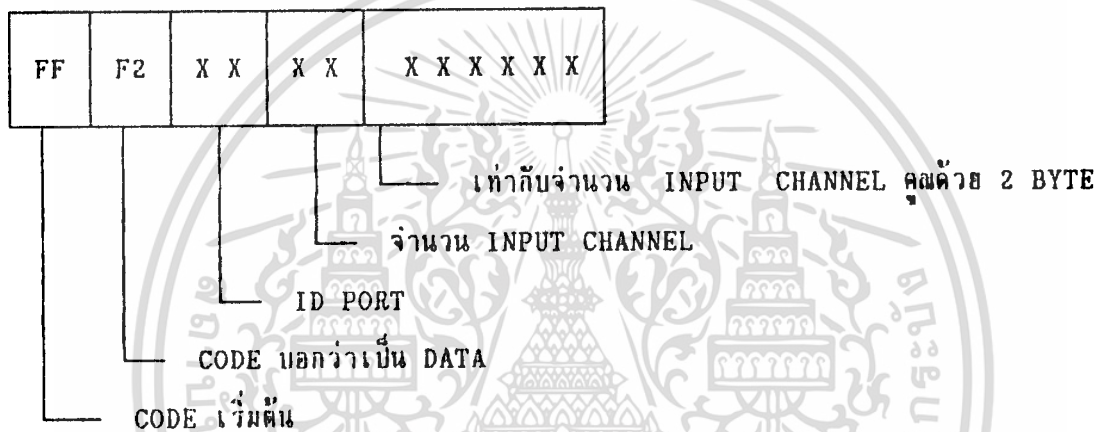 FF F2 X X X X X X X X X X
เท่ากับจำนวน INPUT CHANNEL คูณด้วย 2 BYTE
จำนวน INPUT CHANNEL
ID PORT
CODE บอกว่าเป็น DATA
CODE เริ่มต้น